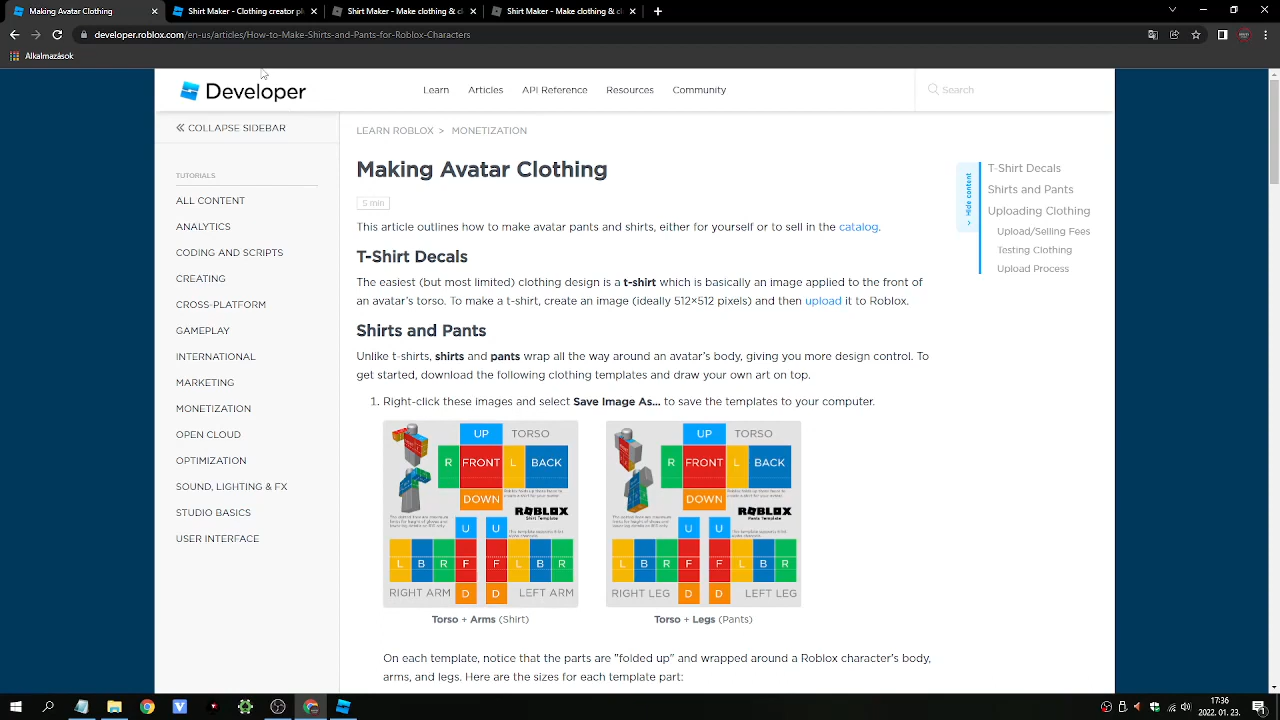 Making Avatar Clothing
Developer - Creator Tutorial pl
Shirt Maker - Making & cl
Shirt Maker making & cl
developer.roblox.com/en-us/articles/How-to-Make-Shirts-and-Pants-for-Roblox-Characters
Alkalmazások
Developer
Learn
Articles
API Reference
Resources
Community
Search
COLLAPSE SIDEBAR
TUTORIALS
ALL CONTENT
ANALYTICS
CODING AND SCRIPTS
CREATING
CROSS-PLATFORM
GAMEPLAY
INTERNATIONAL
MARKETING
MONETIZATION
OPEN CLOUD
OPTIMIZATION
SOUND, LIGHTING & FX
STUDIO BASICS
USER INTERFACE
LEARN ROBLOX > MONETIZATION
Making Avatar Clothing
5 min
This article outlines how to make avatar pants and shirts, either for yourself or to sell in the catalog.
T-Shirt Decals
The easiest (but most limited) clothing design is a t-shirt which is basically an image applied to the front of
an avatar's torso. To make a t-shirt, create an image (ideally 512×512 pixels) and then upload it to Roblox.
Shirts and Pants
Unlike t-shirts, shirts and pants wrap all the way around an avatar's body, giving you more design control. To
get started, download the following clothing templates and draw your own art on top.
1. Right-click these images and select Save Image As... to save the templates to your computer.
UP TORSO
R FRONT L BACK
DOWN
ROBLOX
Shirt Template
U U
L B R F F L B R
RIGHT ARM D D LEFT ARM
Torso + Arms (Shirt)
UP TORSO
R FRONT L BACK
DOWN
ROBLOX
Pants Template
U U
L B R F F L B R
RIGHT LEG D D LEFT LEG
Torso + Legs (Pants)
On each template, notice that the parts are "folded up" and wrapped around a Roblox character's body,
arms, and legs. Here are the sizes for each template part:
Hide content
T-Shirt Decals
Shirts and Pants
Uploading Clothing
Upload/Selling Fees
Testing Clothing
Upload Process
17:36
2022. 01. 23.